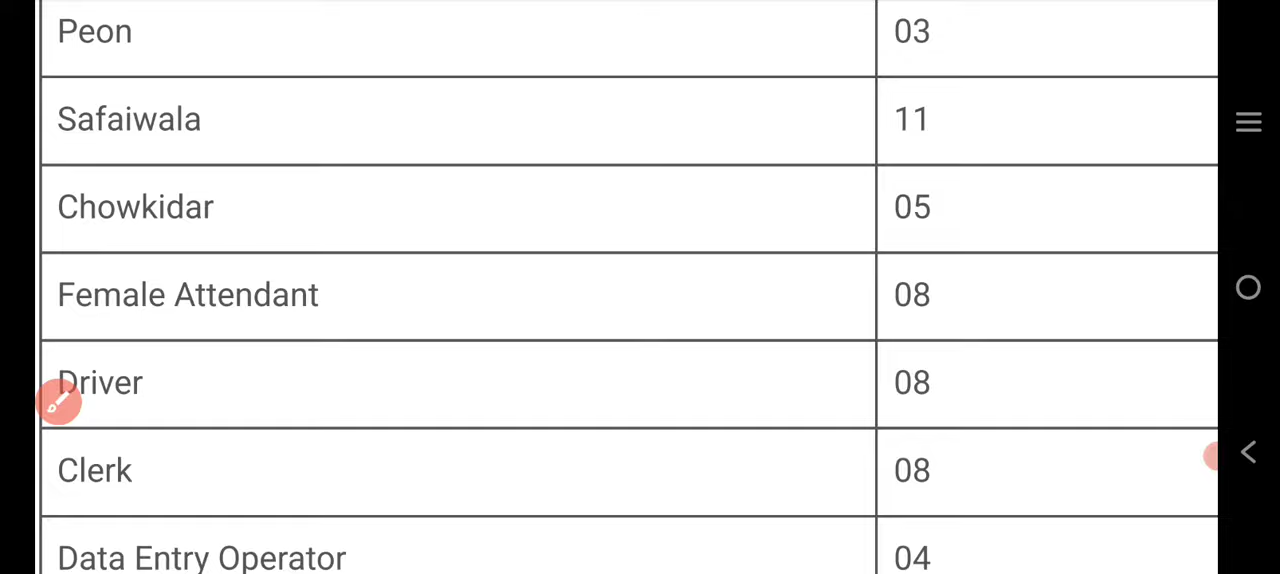 Peon 03
Safaiwala 11
Chowkidar 05
Female Attendant 08
Driver 08
Clerk 08
Data Entry Operator 04